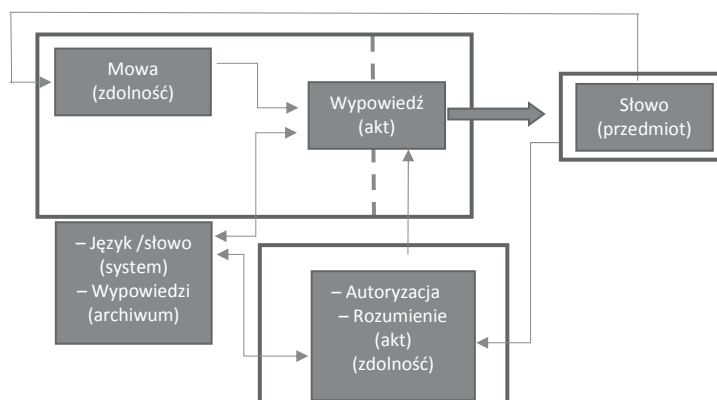 Mowa
(zdolność)
Wypowiedź
(akt)
Słowo
(przedmiot)
– Język /słowo
(system)
– Wypowiedzi
(archiwum)
– Autoryzacja
– Rozumienie
(akt)
(zdolność)